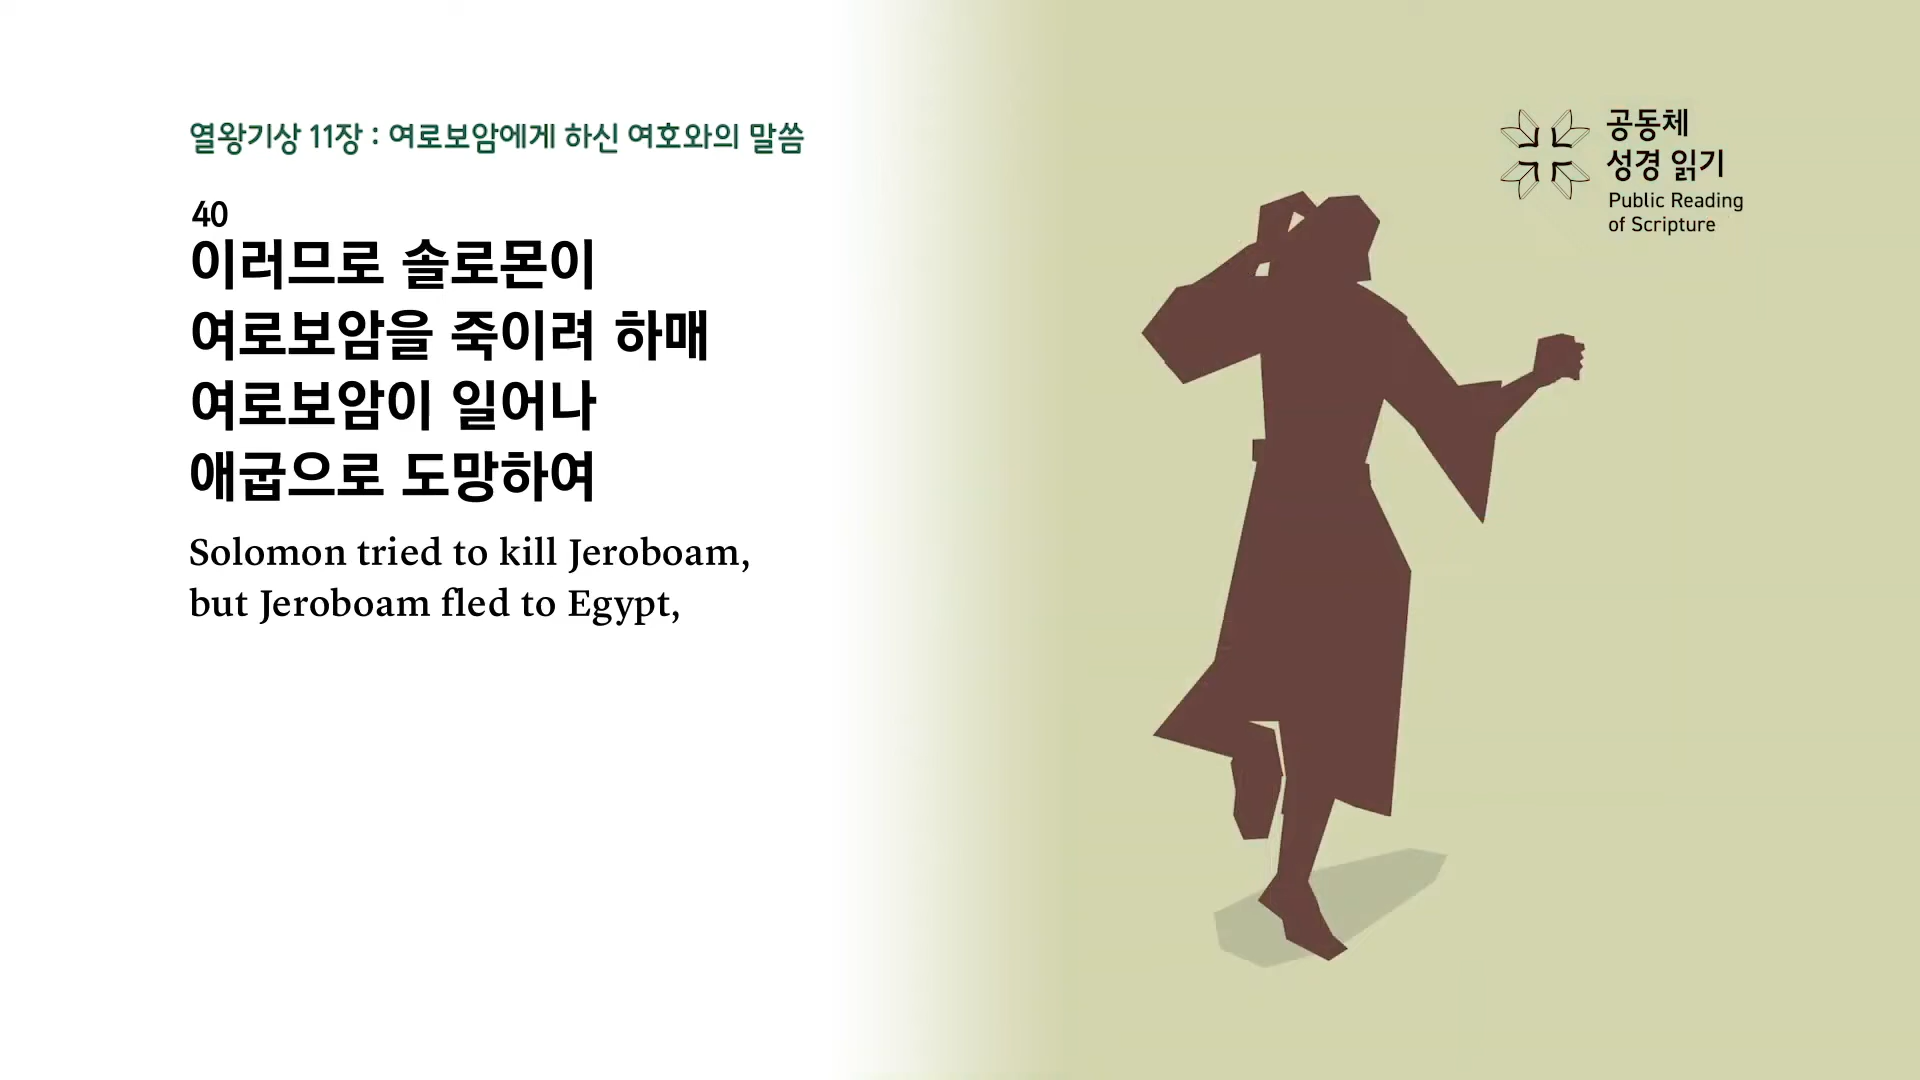 열왕기상 11장 : 여로보암에게 하신 여호와의 말씀
40
이러므로 솔로몬이
여로보암을 죽이려 하매
여로보암이 일어나
애굽으로 도망하여
Solomon tried to kill Jeroboam,
but Jeroboam fled to Egypt,
공동체
성경 읽기
Public Reading
of Scripture